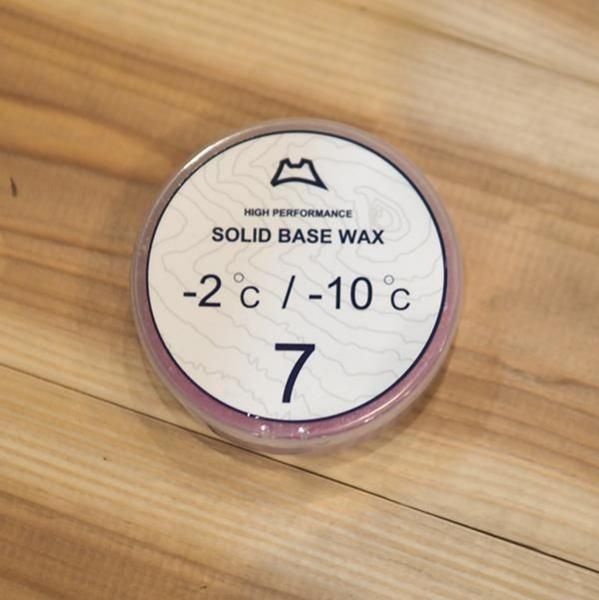 HIGH PERFORMANCE
SOLID BASE WAX
-2℃ / -10℃
7